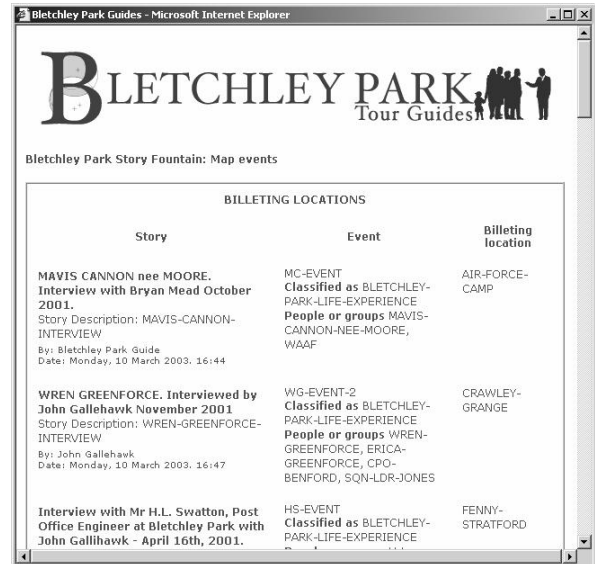 Bletchley Park Guides - Microsoft Internet Explorer
BLETCHLEY PARK
Tour Guides
Bletchley Park Story Fountain: Map events
BILLETING LOCATIONS
Story Event Billeting location
MAVIS CANNON nee MOORE.
Interview with Bryan Mead October
2001.
Story Description: MAVIS-CANNON-
INTERVIEW
By: Bletchley Park Guide
Date: Monday, 10 March 2003. 16:44
MC-EVENT
Classified as BLETCHLEY-
PARK-LIFE-EXPERIENCE
People or groups MAVIS-
CANNON-NEE-MOORE,
WAAF
AIR-FORCE-
CAMP
WREN GREENFORCE. Interviewed by
John Gallehawk November 2001
Story Description: WREN-GREENFORCE-
INTERVIEW
By: John Gallehawk
Date: Monday, 10 March 2003. 16:47
WG-EVENT-2
Classified as BLETCHLEY-
PARK-LIFE-EXPERIENCE
People or groups WREN-
GREENFORCE, ERICA-
GREENFORCE, CPO-
BENFORD, SQN-LDR-JONES
CRAWLEY-
GRANGE
Interview with Mr H.L. Swatton, Post
Office Engineer at Bletchley Park with
John Gallihawk - April 16th, 2001.
HS-EVENT
Classified as BLETCHLEY-
PARK-LIFE-EXPERIENCE
FENNY-
STRATFORD